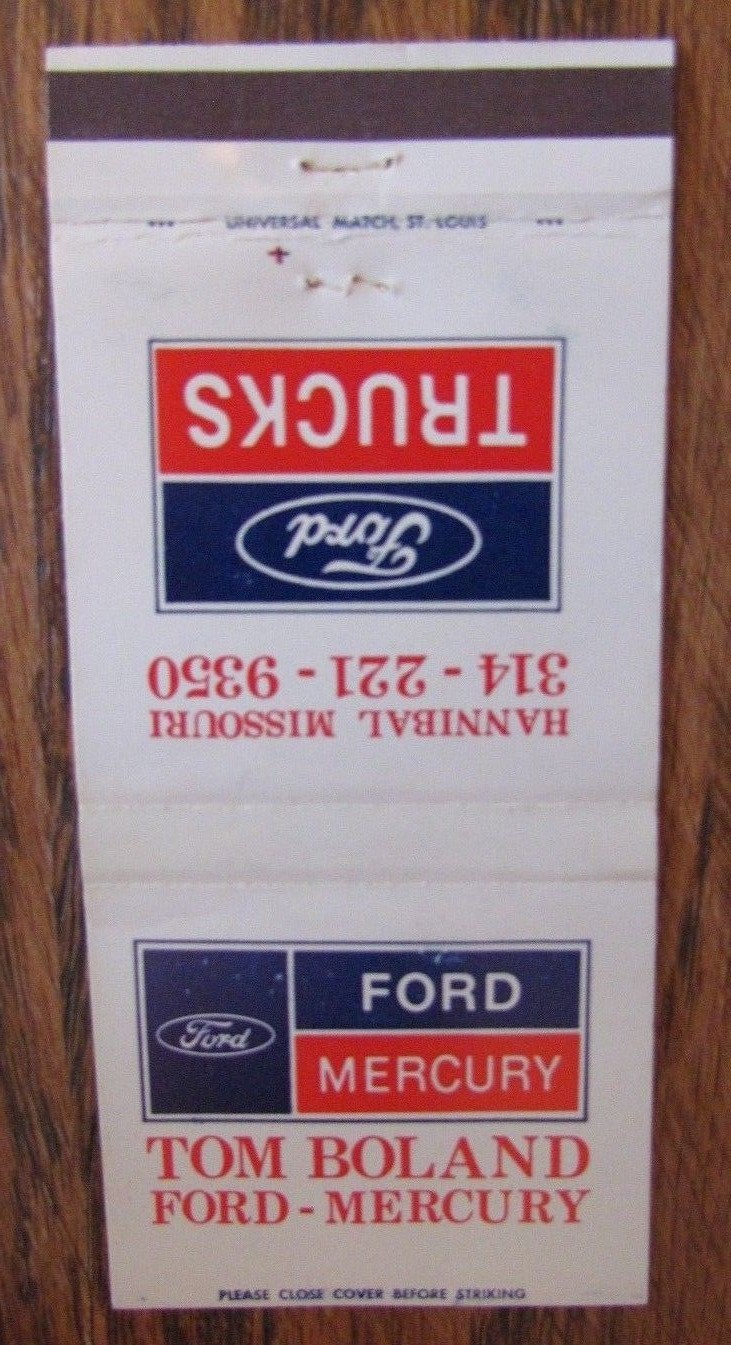 UNIVERSAL MATCH, ST. LOUIS
HANNIBAL MISSOURI
314 - 221 - 9350
Ford
TRUCKS
Ford
FORD
MERCURY
TOM BOLAND
FORD - MERCURY
PLEASE CLOSE COVER BEFORE STRIKING